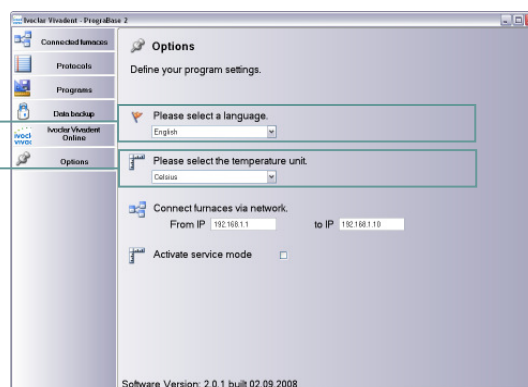 Ivoclar Vivadent - PrograBase 2
Connected furnaces
Protocols
Programs
Data backup
Ivoclar Vivadent
Online
Options
Options
Define your program settings.
Please select a language.
English
Please select the temperature unit.
Celsius
Connect furnaces via network.
From IP 192.168.1.1 to IP 192.168.1.10
Activate service mode
Software Version: 2.0.1 built 02.09.2008